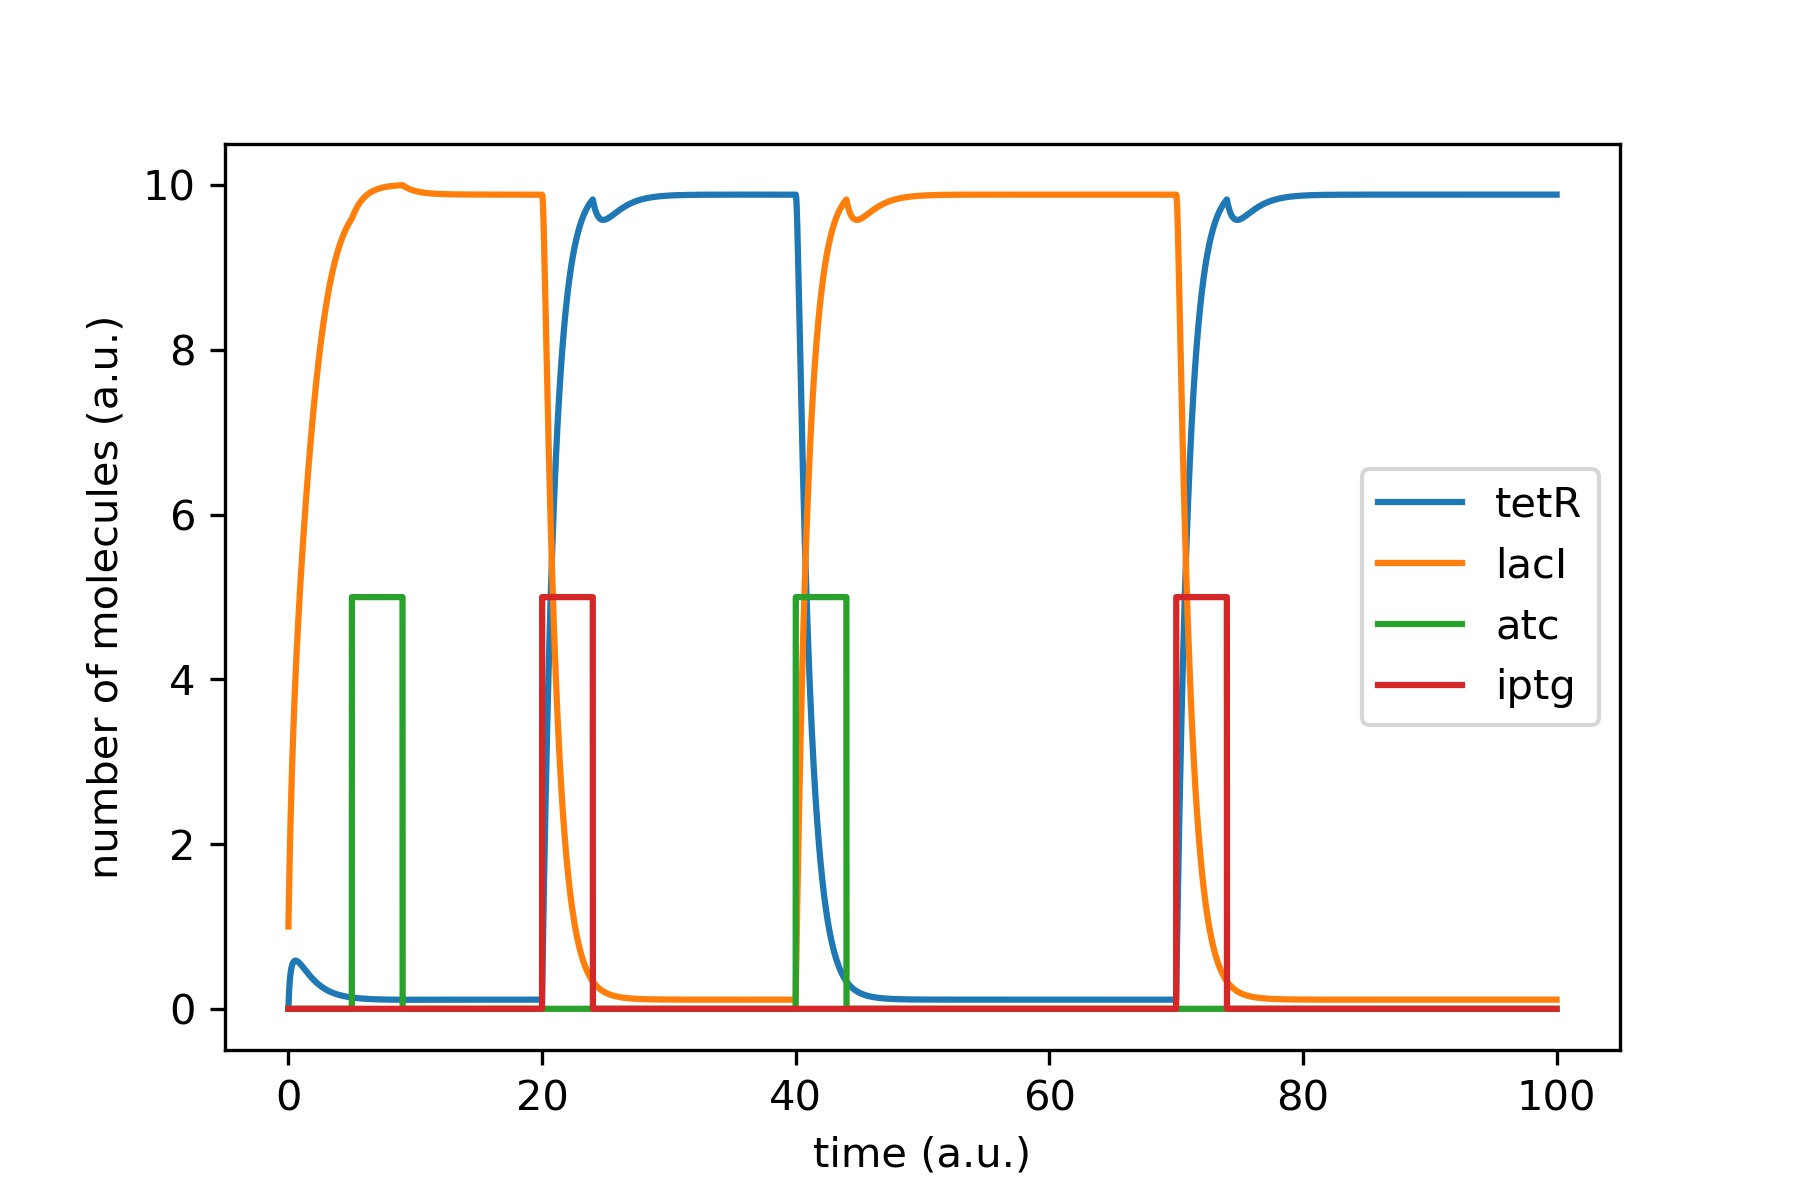 number of molecules (a.u.)
10
8
6
4
2
0
tetR
lacI
atc
iptg
0 20 40 60 80 100
time (a.u.)